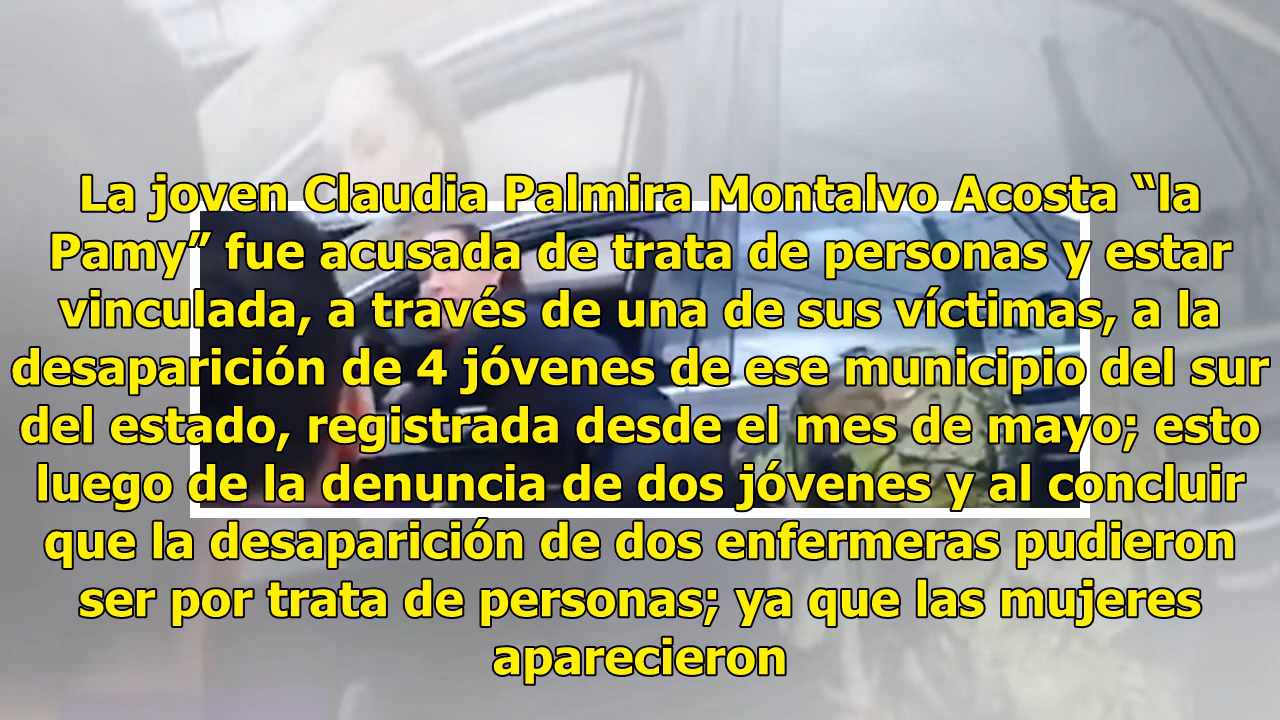 La joven Claudia Palmira Montalvo Acosta “la
Pamy” fue acusada de trata de personas y estar
vinculada, a través de una de sus víctimas, a la
desaparición de 4 jóvenes de ese municipio del sur
del estado, registrada desde el mes de mayo; esto
luego de la denuncia de dos jóvenes y al concluir
que la desaparición de dos enfermeras pudieron
ser por trata de personas; ya que las mujeres
aparecieron